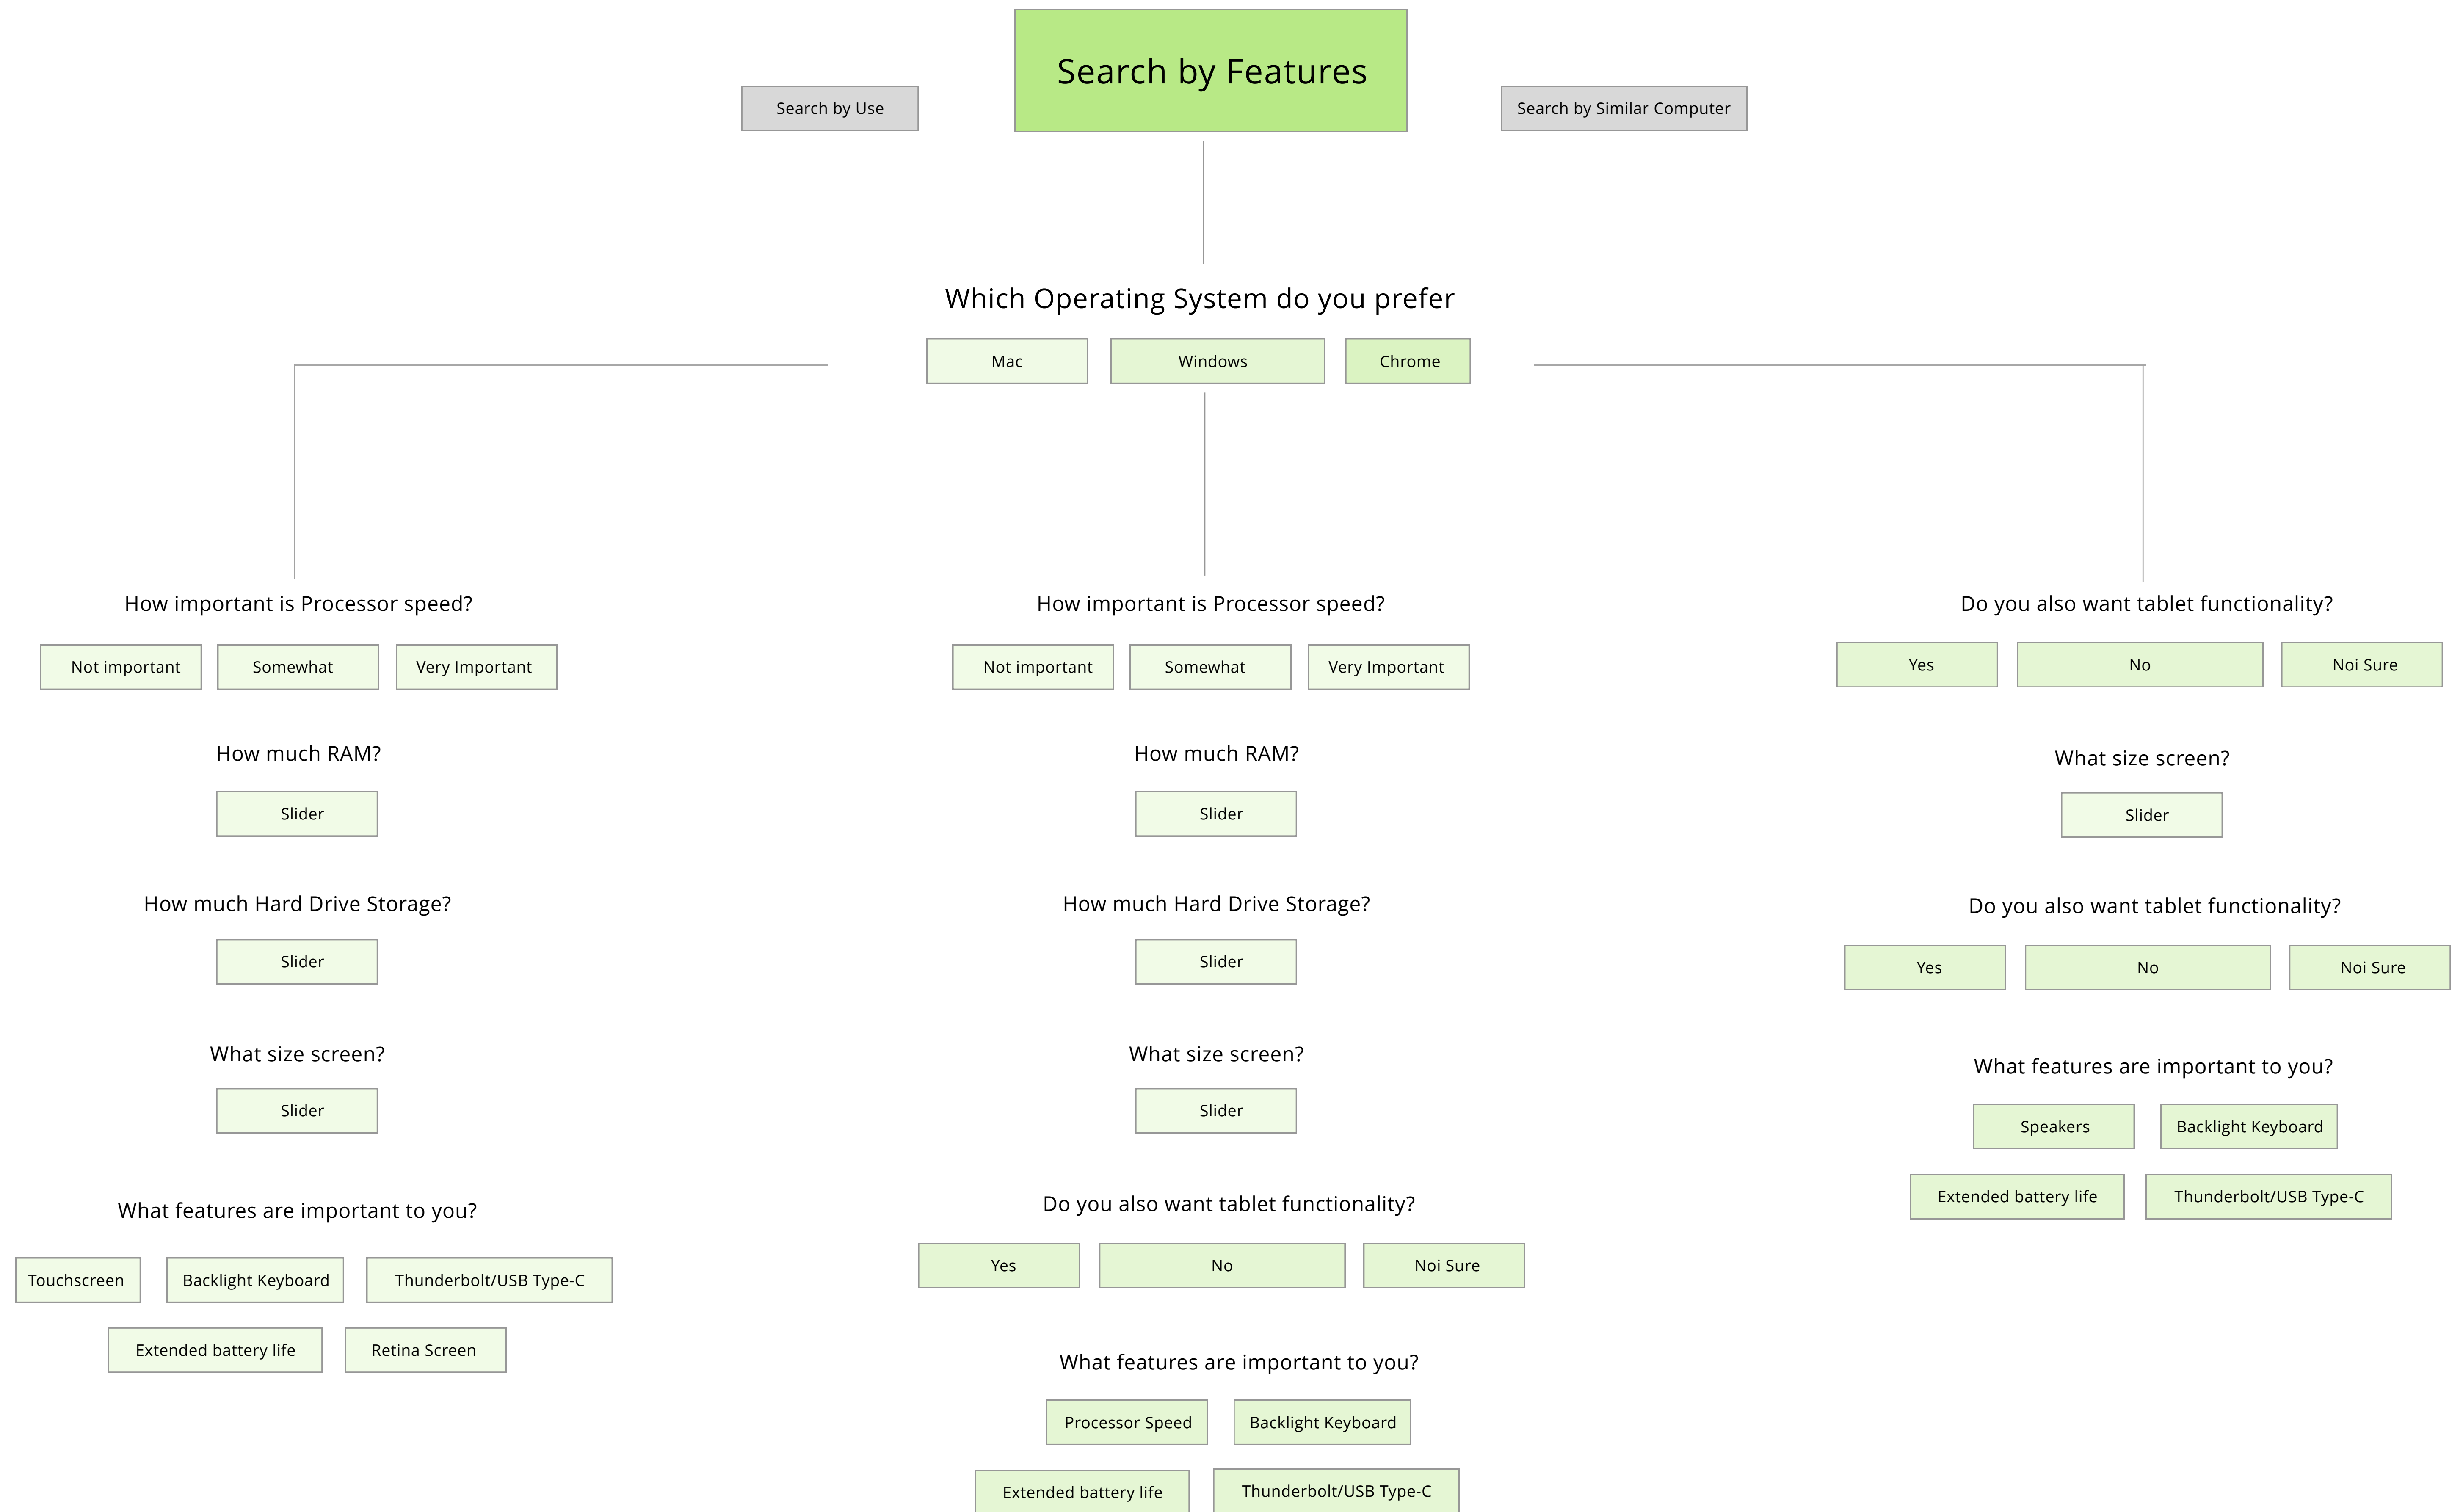 Search by Features
Search by Use
Search by Similar Computer
Which Operating System do you prefer
Mac
Windows
Chrome
How important is Processor speed?
Not important
Somewhat
Very Important
How much RAM?
Slider
How much Hard Drive Storage?
Slider
What size screen?
Slider
What features are important to you?
Touchscreen
Backlight Keyboard
Thunderbolt/USB Type-C
Extended battery life
Retina Screen
How important is Processor speed?
Not important
Somewhat
Very Important
How much RAM?
Slider
How much Hard Drive Storage?
Slider
What size screen?
Slider
Do you also want tablet functionality?
Yes
No
Noi Sure
What features are important to you?
Processor Speed
Backlight Keyboard
Extended battery life
Thunderbolt/USB Type-C
Do you also want tablet functionality?
Yes
No
Noi Sure
What size screen?
Slider
Do you also want tablet functionality?
Yes
No
Noi Sure
What features are important to you?
Speakers
Backlight Keyboard
Extended battery life
Thunderbolt/USB Type-C